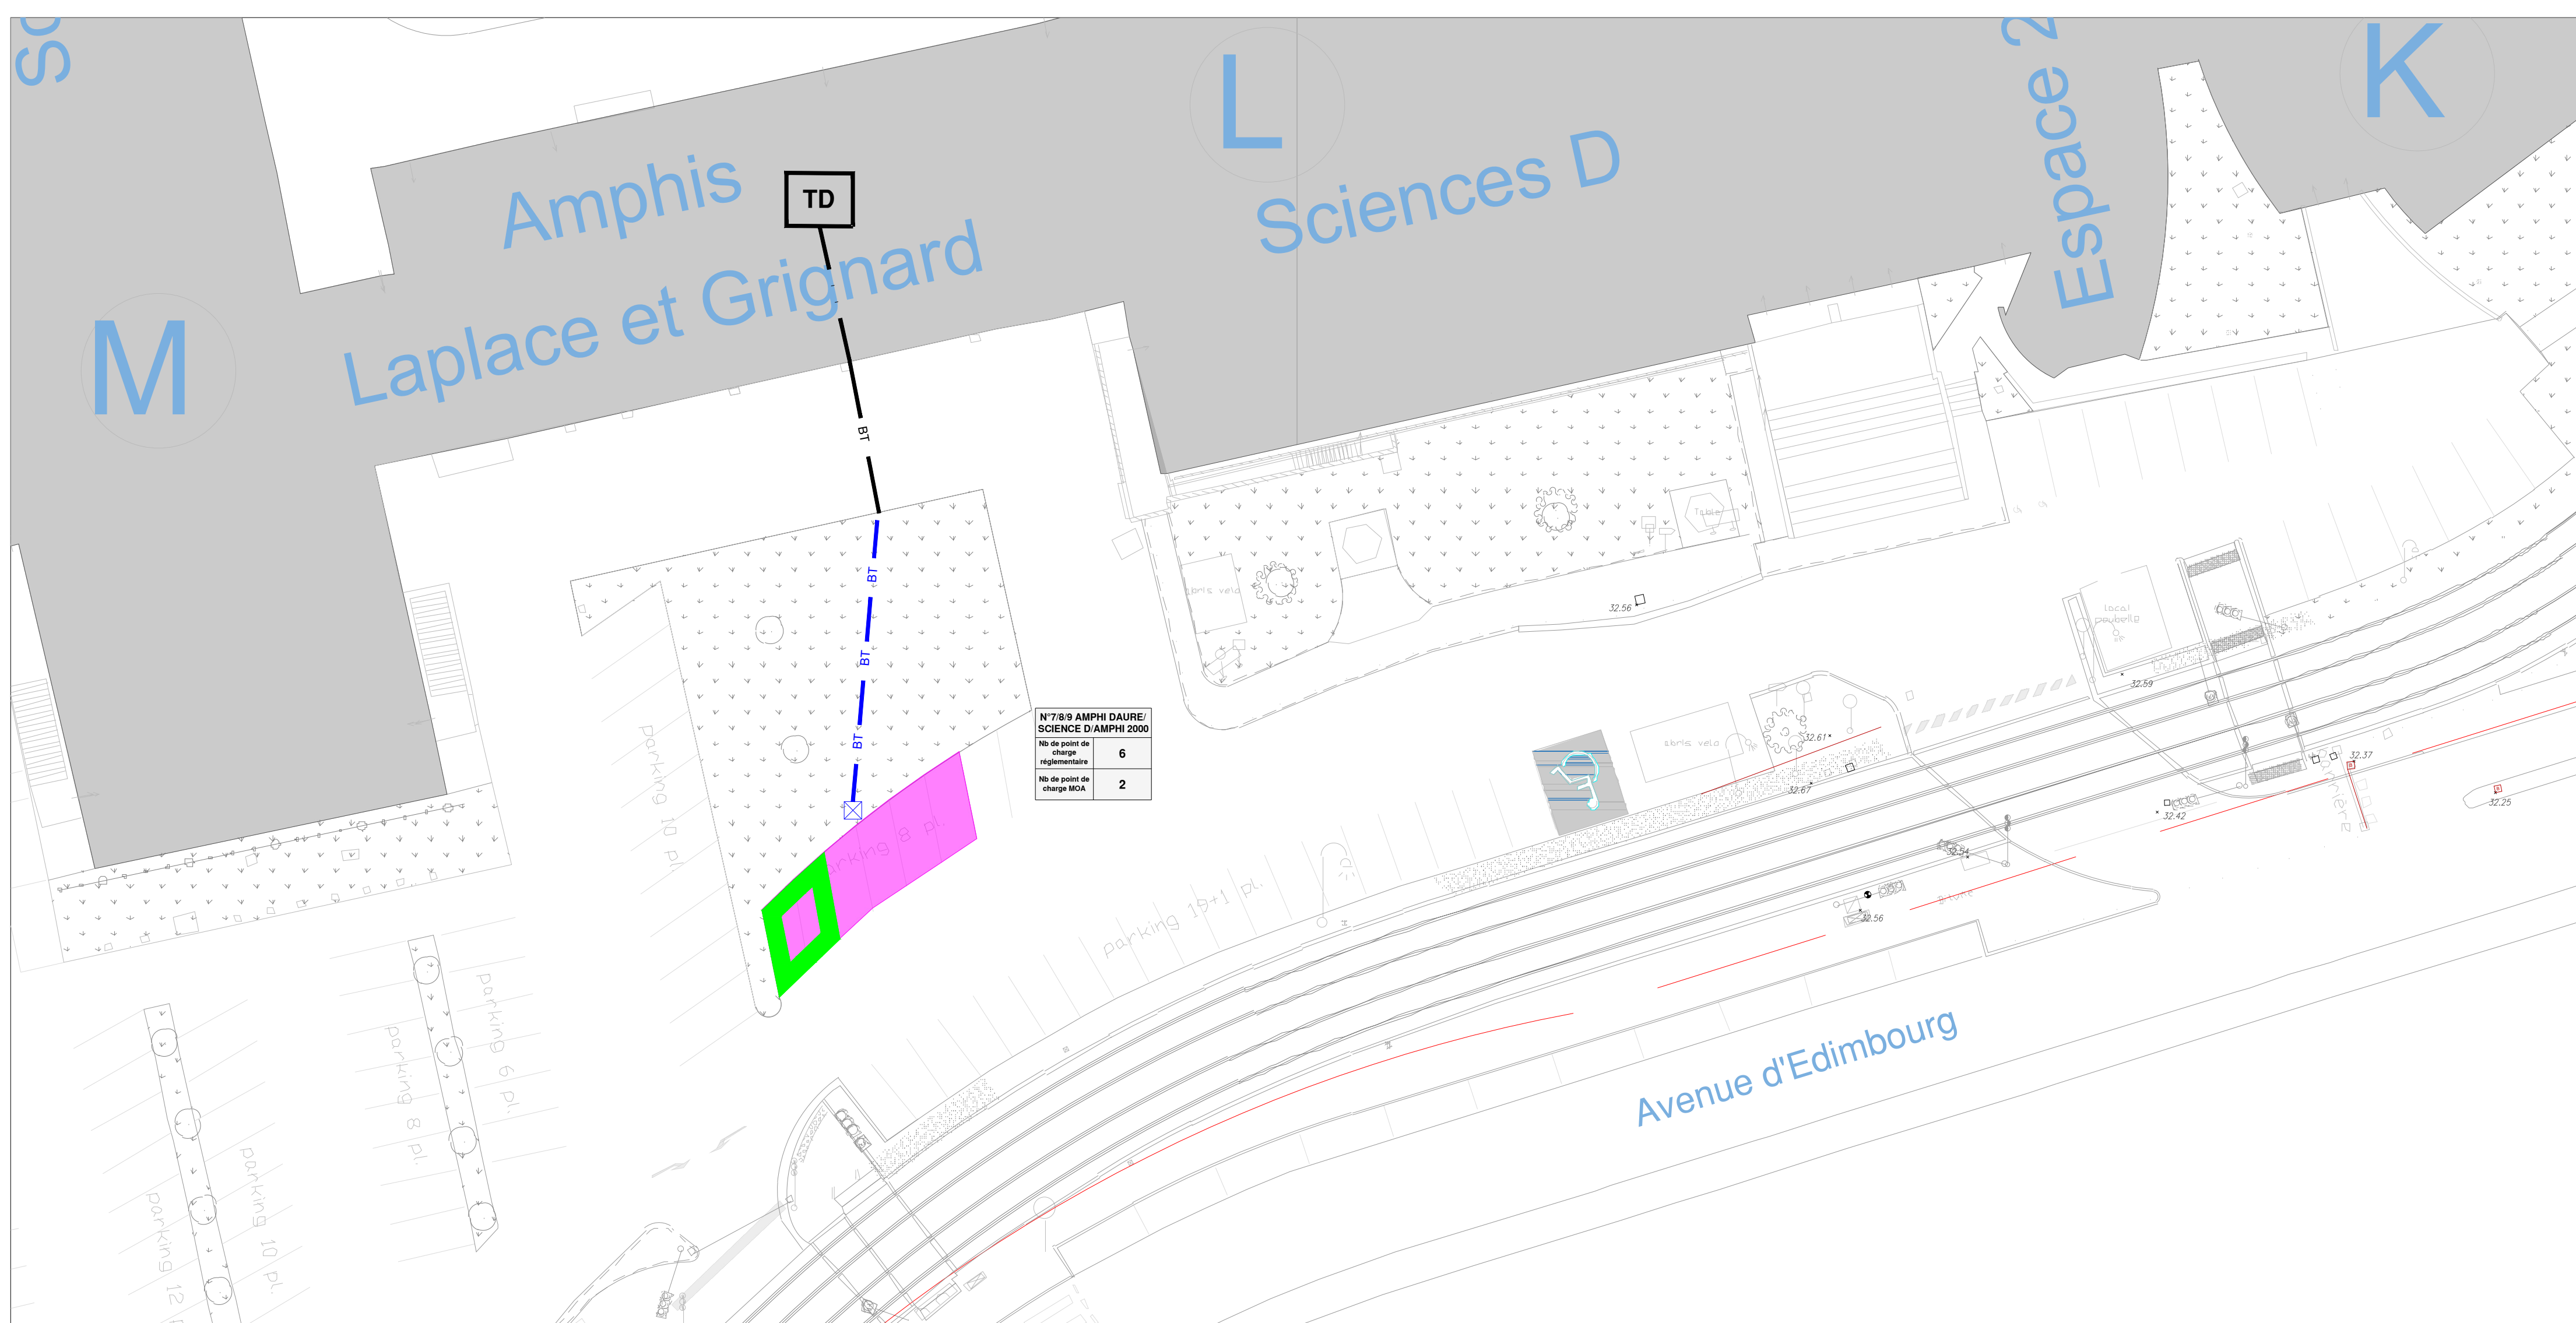 L
K
M
Amphis
Laplace et Grignard
TD
Sciences D
Espace 2
BT
BT
BT
BT
Table
abris velo
32.56
local
poubelle
32.59
N°7/8/9 AMPHI DAURE/
SCIENCE D/AMPHI 2000
Nb de point de
charge
réglementaire
6
Nb de point de
charge MOA
2
abris velo
32.61
32.67
32.37
32.25
32.42
32.54
32.56
parking 10 pl.
parking 8 pl.
parking 19+1 pl.
parking 6 pl.
parking 8 pl.
parking 10 pl.
parking 12
Avenue d'Edimbourg